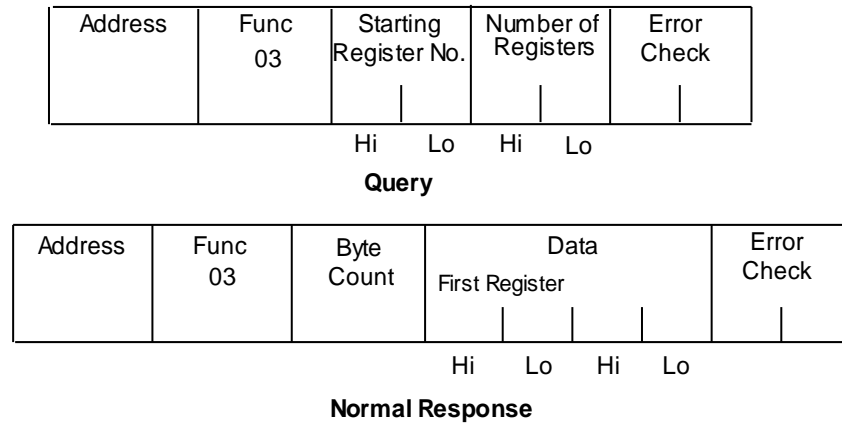 Address Func Starting Number of Error
03 Register No. Registers Check
Hi Lo Hi Lo
Query
Address Func Byte Data Error
03 Count First Register Check
Hi Lo Hi Lo
Normal Response